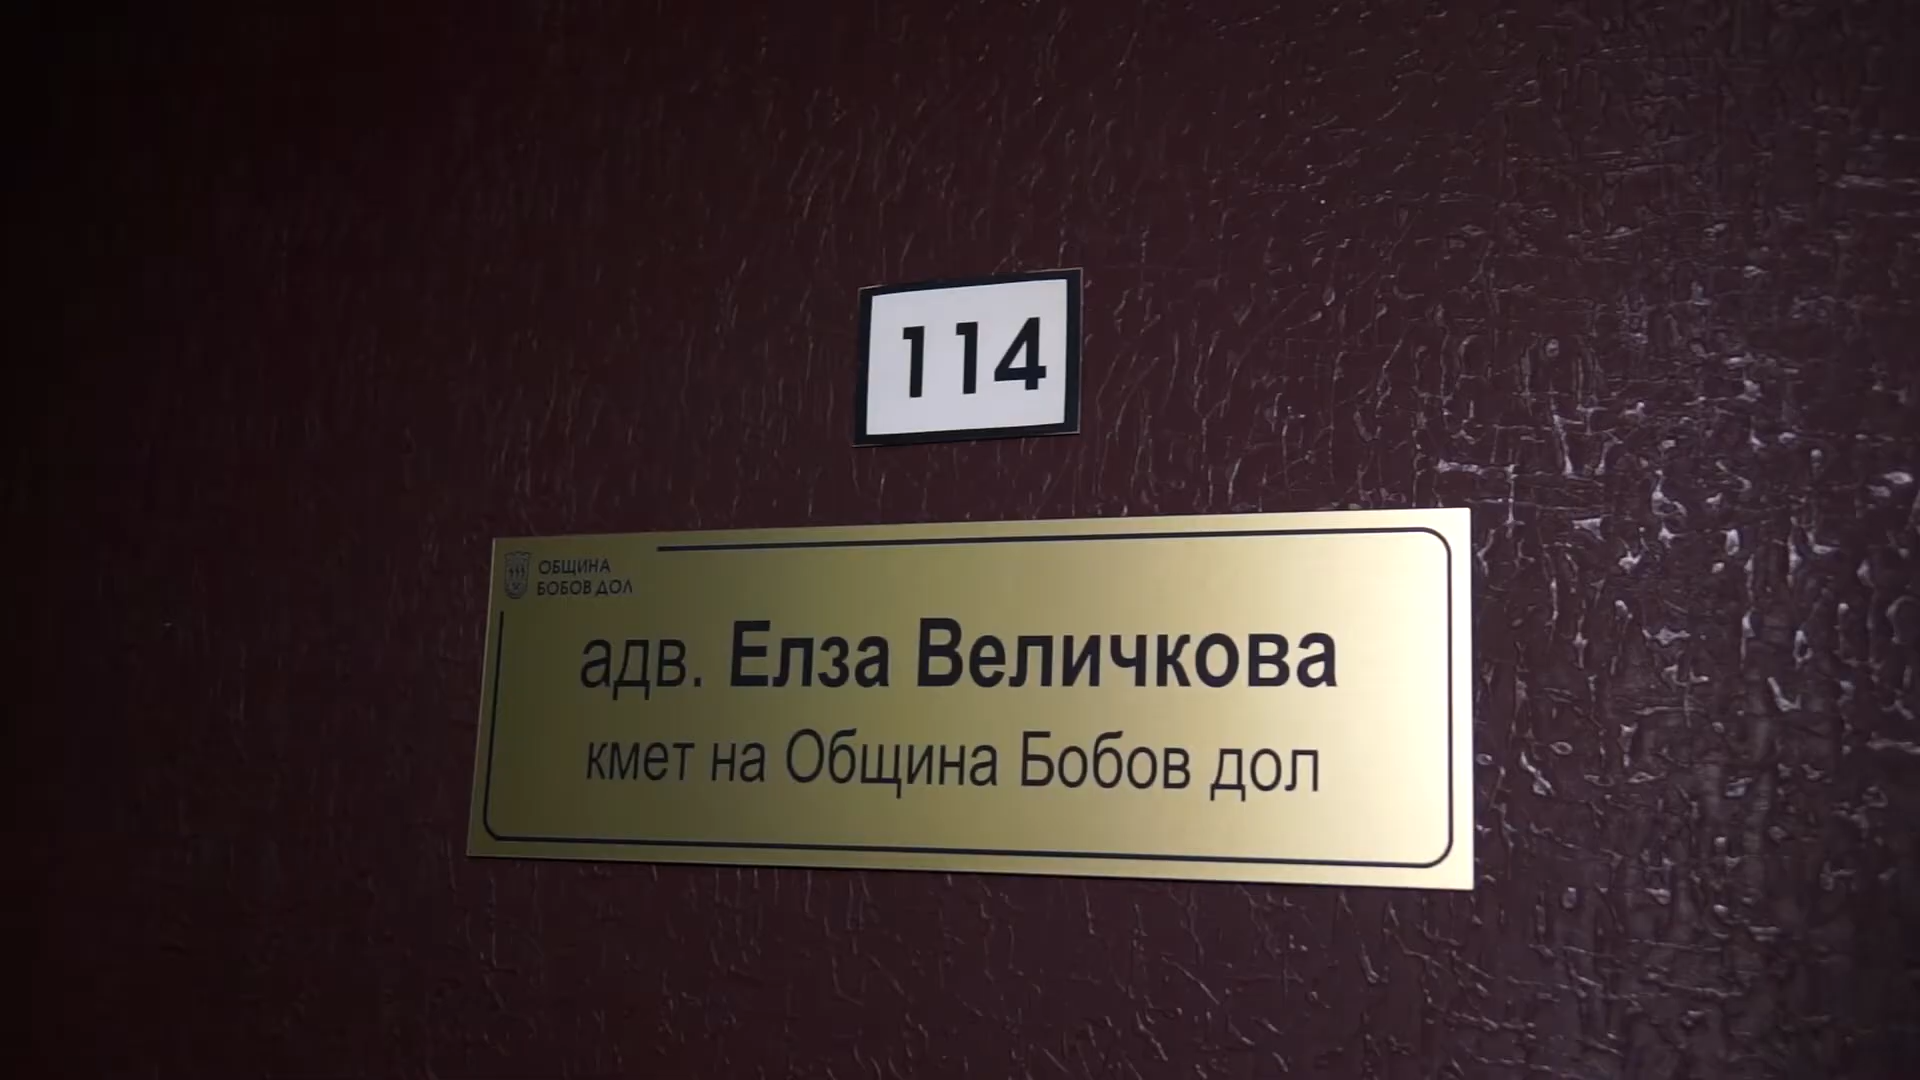 114
ОБЩИНА
БОБОВ ДОЛ
адв. Елза Величкова
кмет на Община Бобов дол